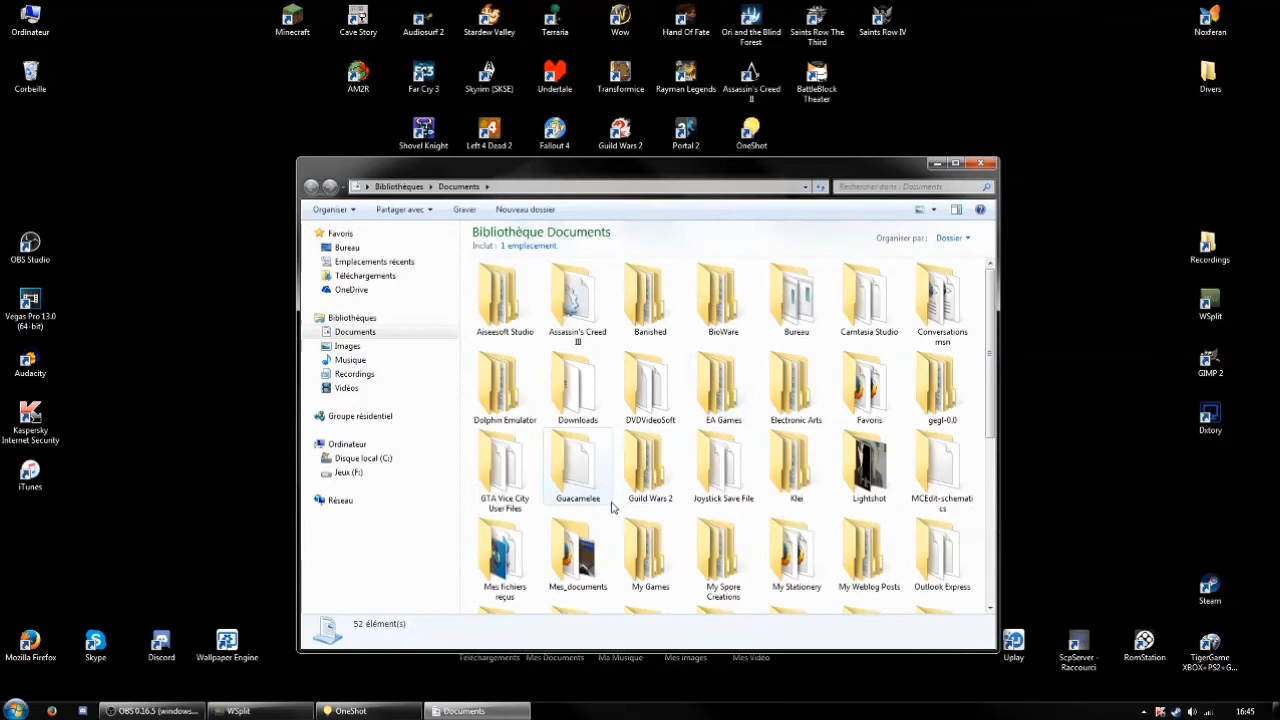 Ordinateur
Minecraft
Cave Story
Audiosurf 2
Stardew Valley
Terraria
Wow
Hand Of Fate
Ori and the Blind
Forest
Saints Row The
Third
Saints Row IV
Noxferan
Corbeille
AM2R
Far Cry 3
Skyrim (SKSE)
Undertale
Transformice
Rayman Legends
Assassin's Creed
II
BattleBlock
Theater
Divers
Shovel Knight
Left 4 Dead 2
Fallout 4
Guild Wars 2
Portal 2
OneShot
Bibliothèques
Documents
Rechercher dans : Documents
Organiser
Partager avec
Graver
Nouveau dossier
Favoris
Bureau
Emplacements récents
Téléchargements
OneDrive
Bibliothèques
Documents
Images
Musique
Recordings
Vidéos
Groupe résidentiel
Ordinateur
Disque local (C:)
Jeux (F:)
Réseau
Bibliothèque Documents
Inclut : 1 emplacement
Organiser par : Dossier
Aiseesoft Studio
Assassin's Creed
III
Banished
BioWare
Bureau
Camtasia Studio
Conversations
msn
Dolphin Emulator
Downloads
DVDVideoSoft
EA Games
Electronic Arts
Favoris
gegl-0.0
GTA Vice City
User Files
Guacamelee
Guild Wars 2
Joystick Save File
Klei
Lightshot
MCEdit-schemati
cs
Mes fichiers
reçus
Mes_documents
My Games
My Spore
Creations
My Stationery
My Weblog Posts
Outlook Express
52 élément(s)
OBS Studio
Vegas Pro 13.0
(64-bit)
Audacity
Kaspersky
Internet Security
iTunes
Recordings
WSplit
GIMP 2
Dxtory
Steam
Mozilla Firefox
Skype
Discord
Wallpaper Engine
Téléchargements
Mes Documents
Ma Musique
Mes images
Mes Vidéo
Uplay
ScpServer -
Raccourci
RomStation
TigerGame
XBOX+PS2+G...
OBS 0.16.5 (windows...
WSplit
OneShot
Documents
16:45